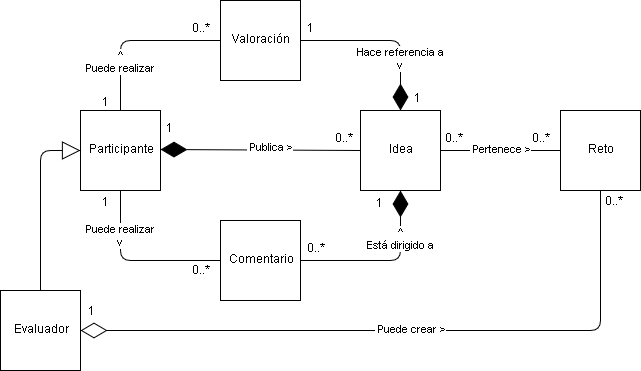 0..*
Valoración
1
Puede realizar >
Hace referencia a >
1
1
1
Participante
Publica >
0..*
Idea
0..*
Pertenece >
0..*
Reto
1
Puede realizar >
0..*
Comentario
0..*
1
Está dirigido a >
0..*
Evaluador
1
Puede crear >